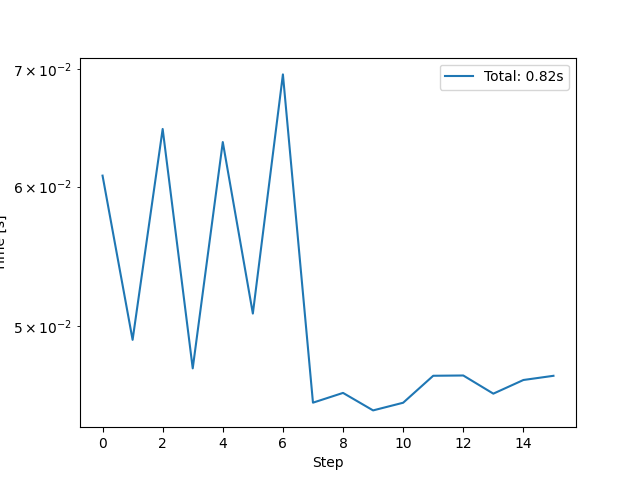 Total: 0.82s
7 × 10⁻²
6 × 10⁻²
5 × 10⁻²
[s]
0 2 4 6 8 10 12 14
Step